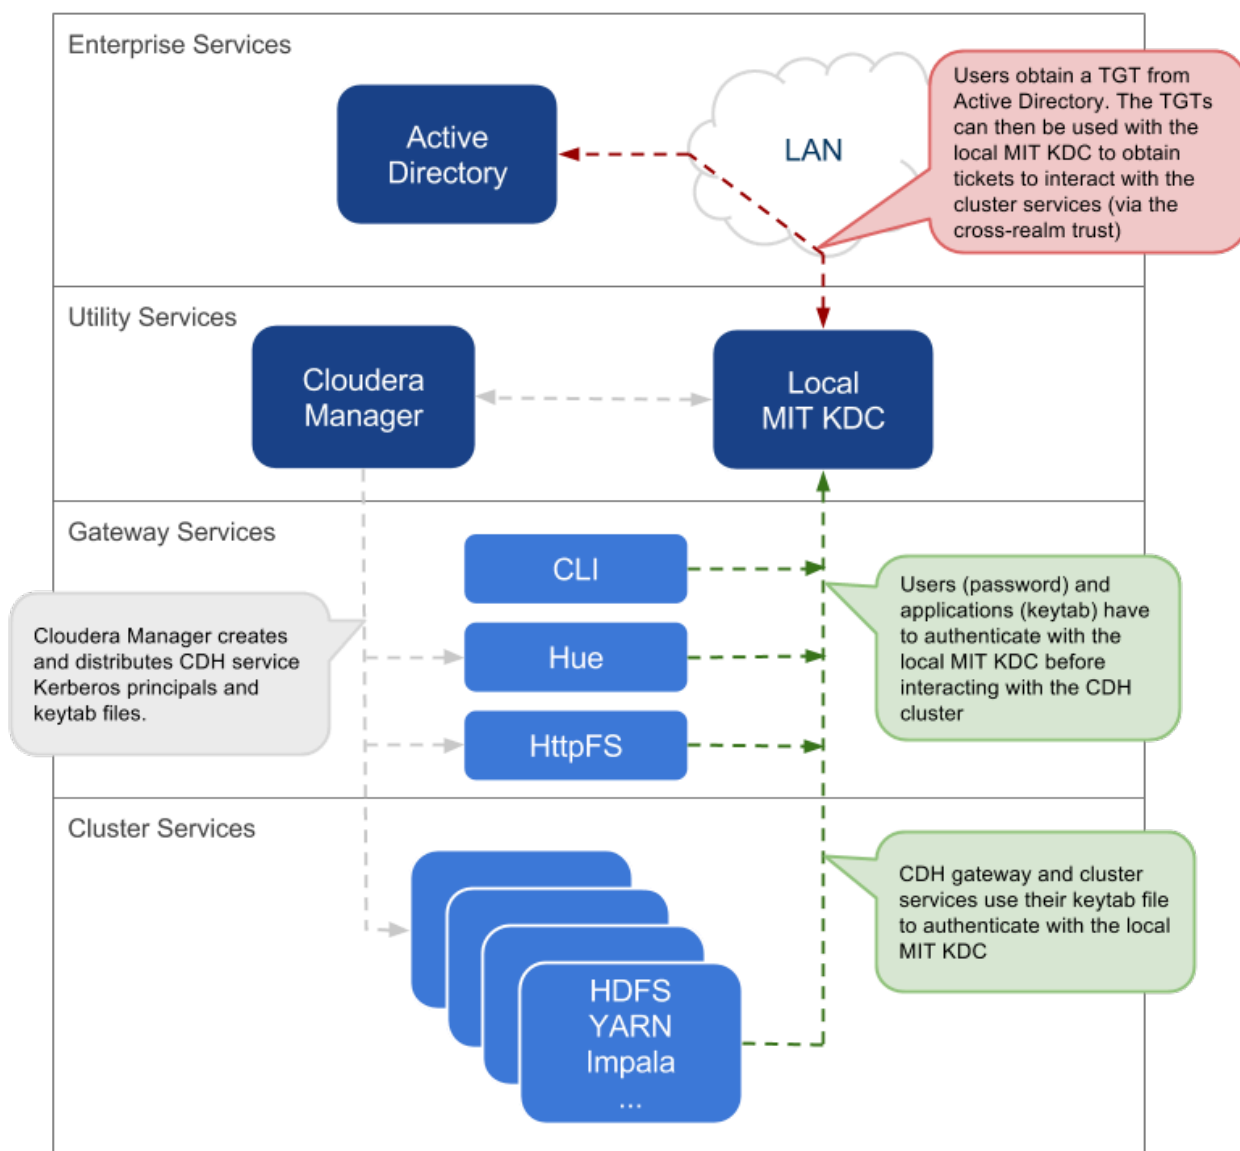 Enterprise Services
Active
Directory
LAN
Users obtain a TGT from
Active Directory. The TGTs
can then be used with the
local MIT KDC to obtain
tickets to interact with the
cluster services (via the
cross-realm trust)
Utility Services
Cloudera
Manager
Local
MIT KDC
Gateway Services
CLI
Hue
HttpFS
Cloudera Manager creates
and distributes CDH service
Kerberos principals and
keytab files.
Users (password) and
applications (keytab) have
to authenticate with the
local MIT KDC before
interacting with the CDH
cluster
Cluster Services
HDFS
YARN
Impala
...
CDH gateway and cluster
services use their keytab file
to authenticate with the local
MIT KDC